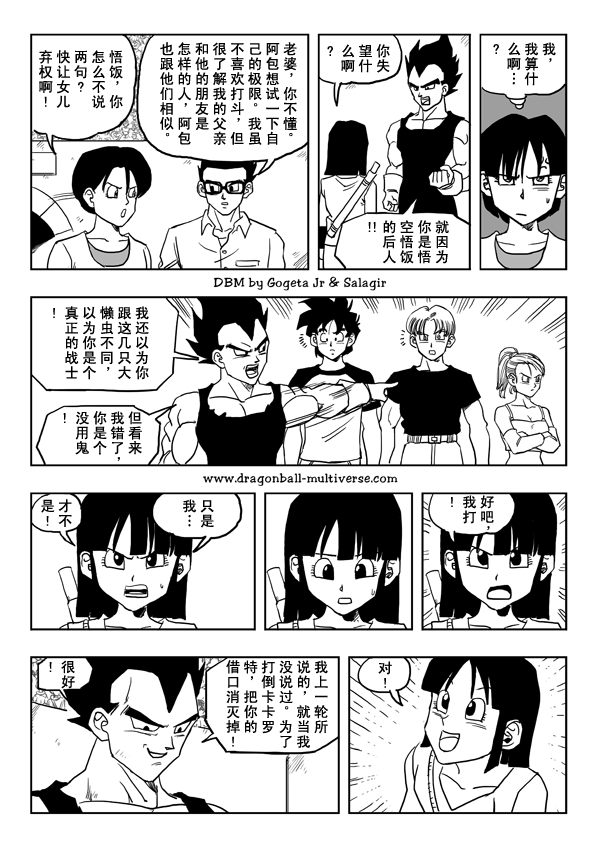 悟饭，你
怎么不说
两句？
快让女儿
弃权啊！
老婆，你不懂。
阿包想试一下自
己的极限。我虽
不喜欢打斗，但
很了解我的父亲
和他的朋友是
怎样的人，阿包
也跟他们相似。
你失
望什
么啊
？
就因为
你是悟
空悟饭
的后人
!!
我，
我算什
么啊…
？
DBM by Gogeta Jr & Salagir
我还以为你
跟这几只大
懒虫不同，
以为你是个
真正的战士
！
但看来
我错了，
你是个
没用鬼
！
www.dragonball-multiverse.com
才不
是！
只是
我…
好吧，
我打
！
很好
！
我上一轮所
说的，就当我
没说过。为了
打倒卡卡罗
特，把你的
借口消灭掉！
对！